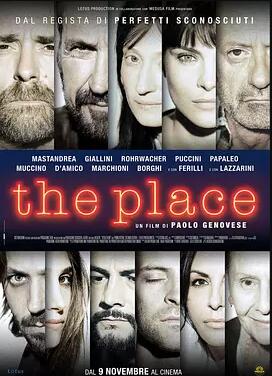 LOTUS PRODUCTION IN COLLABORAZIONE CON MEDUSA FILM PRESENTANO
DAL REGISTA DI PERFETTI SCONOSCIUTI
MASTANDREA GIALLINI ROHRWACHER PUCCINI PAPALEO
MUCCINO D'AMICO MARCHIONI BORGHI E CON FERILLI E CON LAZZARINI
the place
UN FILM DI PAOLO GENOVESE
Lotus
DAL 9 NOVEMBRE AL CINEMA